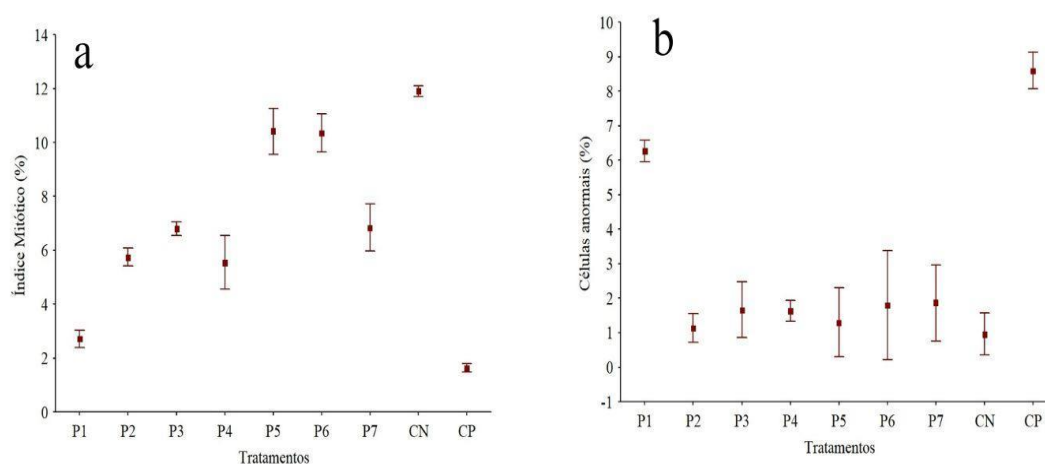 a
Índice Mitótico (%)
14
12
10
8
6
4
2
0
P1 P2 P3 P4 P5 P6 P7 CN CP
Tratamentos
b
Células anormais (%)
10
9
8
7
6
5
4
3
2
1
0
-1
P1 P2 P3 P4 P5 P6 P7 CN CP
Tratamentos